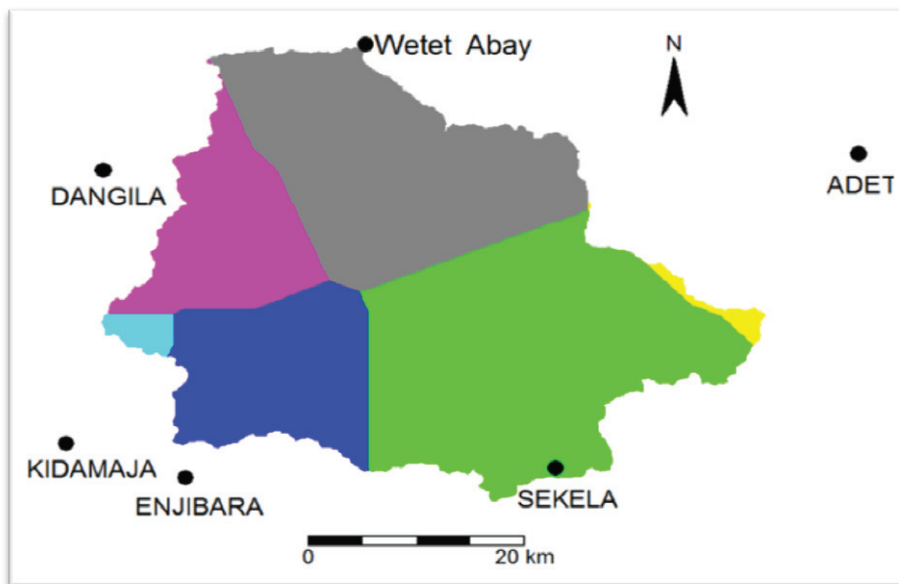 Wetet Abay
N
DANGILA
ADET
KIDAMAJA
ENJIBARA
SEKELA
0 20 km